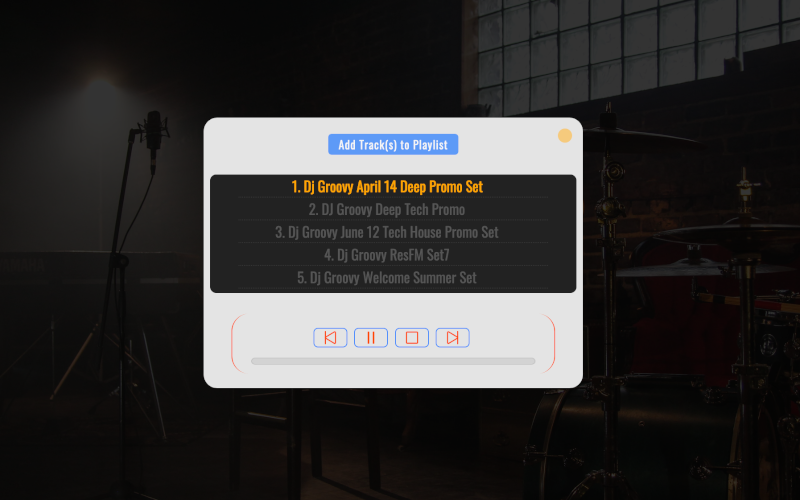 Add Track(s) to Playlist
1. Dj Groovy April 14 Deep Promo Set
2. DJ Groovy Deep Tech Promo
3. Dj Groovy June 12 Tech House Promo Set
4. Dj Groovy ResFM Set7
5. Dj Groovy Welcome Summer Set